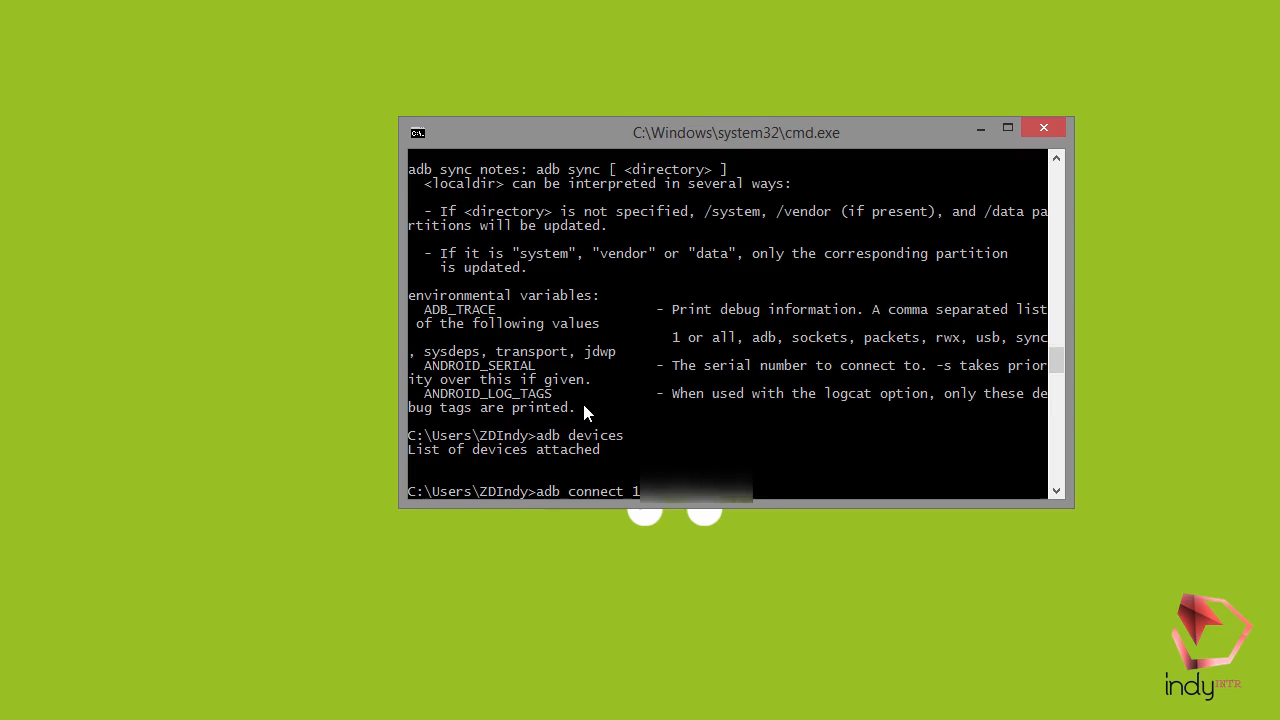 C:\Windows\system32\cmd.exe
adb sync notes: adb sync [ <directory> ]
<localdir> can be interpreted in several ways:
- If <directory> is not specified, /system, /vendor (if present), and /data pa
rtitions will be updated.
- If it is "system", "vendor" or "data", only the corresponding partition
is updated.
environmental variables:
ADB_TRACE - Print debug information. A comma separated list
of the following values
1 or all, adb, sockets, packets, rwx, usb, sync
, sysdeps, transport, jdwp
ANDROID_SERIAL - The serial number to connect to. -s takes prior
ity over this if given.
ANDROID_LOG_TAGS - When used with the logcat option, only these de
bug tags are printed.
C:\Users\ZDIndy>adb devices
List of devices attached
C:\Users\ZDIndy>adb connect 1
indy INTR